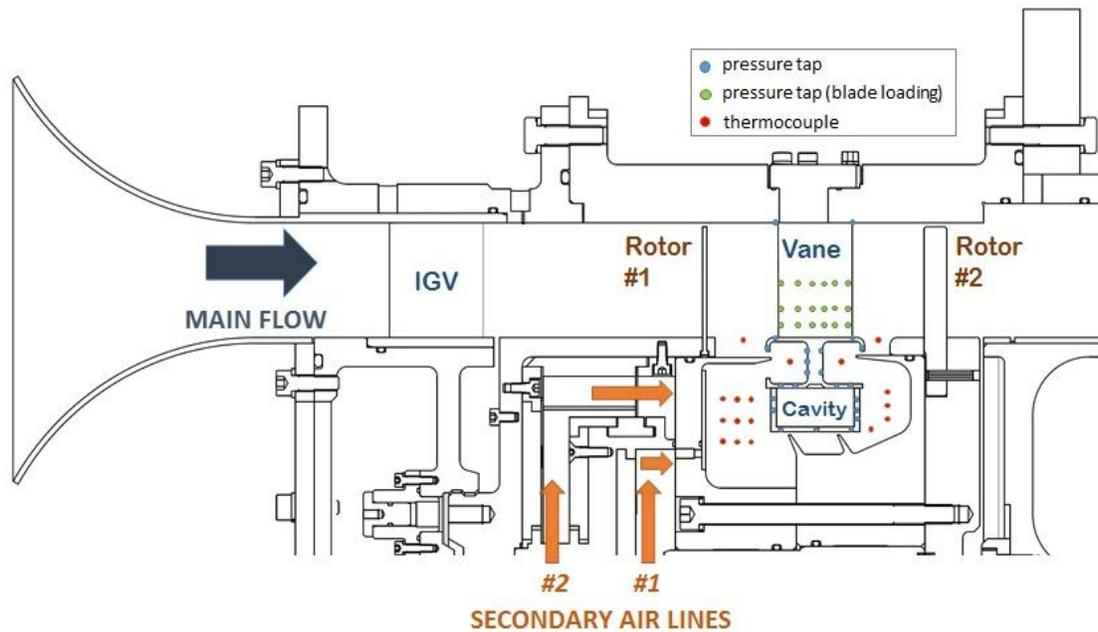 pressure tap
pressure tap (blade loading)
thermocouple
Rotor
#1
Vane
Rotor
#2
IGV
MAIN FLOW
Cavity
#2
#1
SECONDARY AIR LINES